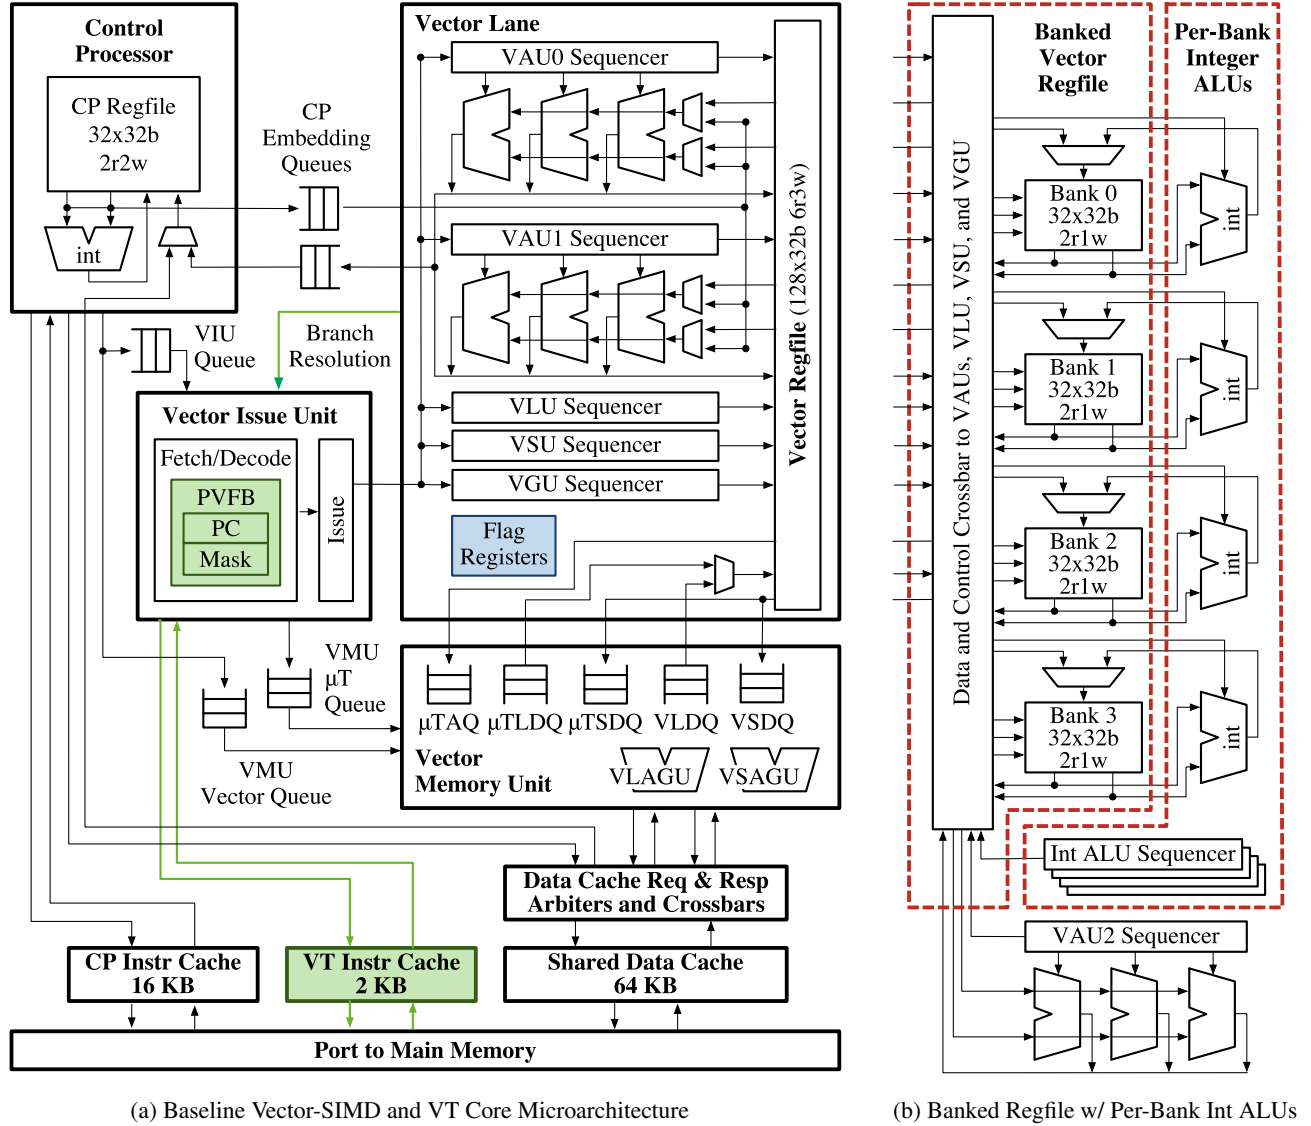 Control
Processor
CP Regfile
32x32b
2r2w
int
CP
Embedding
Queues
VIU
Queue
Branch
Resolution
Vector Issue Unit
Fetch/Decode
PVFB
PC
Mask
Issue
VMU
μT
Queue
VMU
Vector Queue
Vector Lane
VAU0 Sequencer
VAU1 Sequencer
VLU Sequencer
VSU Sequencer
VGU Sequencer
Flag
Registers
Vector Regfile (128x32b 6r3w)
μTAQ
μTLDQ
μTSDQ
VLDQ
VSDQ
Vector
Memory Unit
VLAGU
VSAGU
Data Cache Req & Resp
Arbiters and Crossbars
CP Instr Cache
16 KB
VT Instr Cache
2 KB
Shared Data Cache
64 KB
Port to Main Memory
(a) Baseline Vector-SIMD and VT Core Microarchitecture
Data and Control Crossbar to VAUs, VLU, VSU, and VGU
Banked
Vector
Regfile
Per-Bank
Integer
ALUs
Bank 0
32x32b
2r1w
int
Bank 1
32x32b
2r1w
int
Bank 2
32x32b
2r1w
int
Bank 3
32x32b
2r1w
int
Int ALU Sequencer
VAU2 Sequencer
(b) Banked Regfile w/ Per-Bank Int ALUs